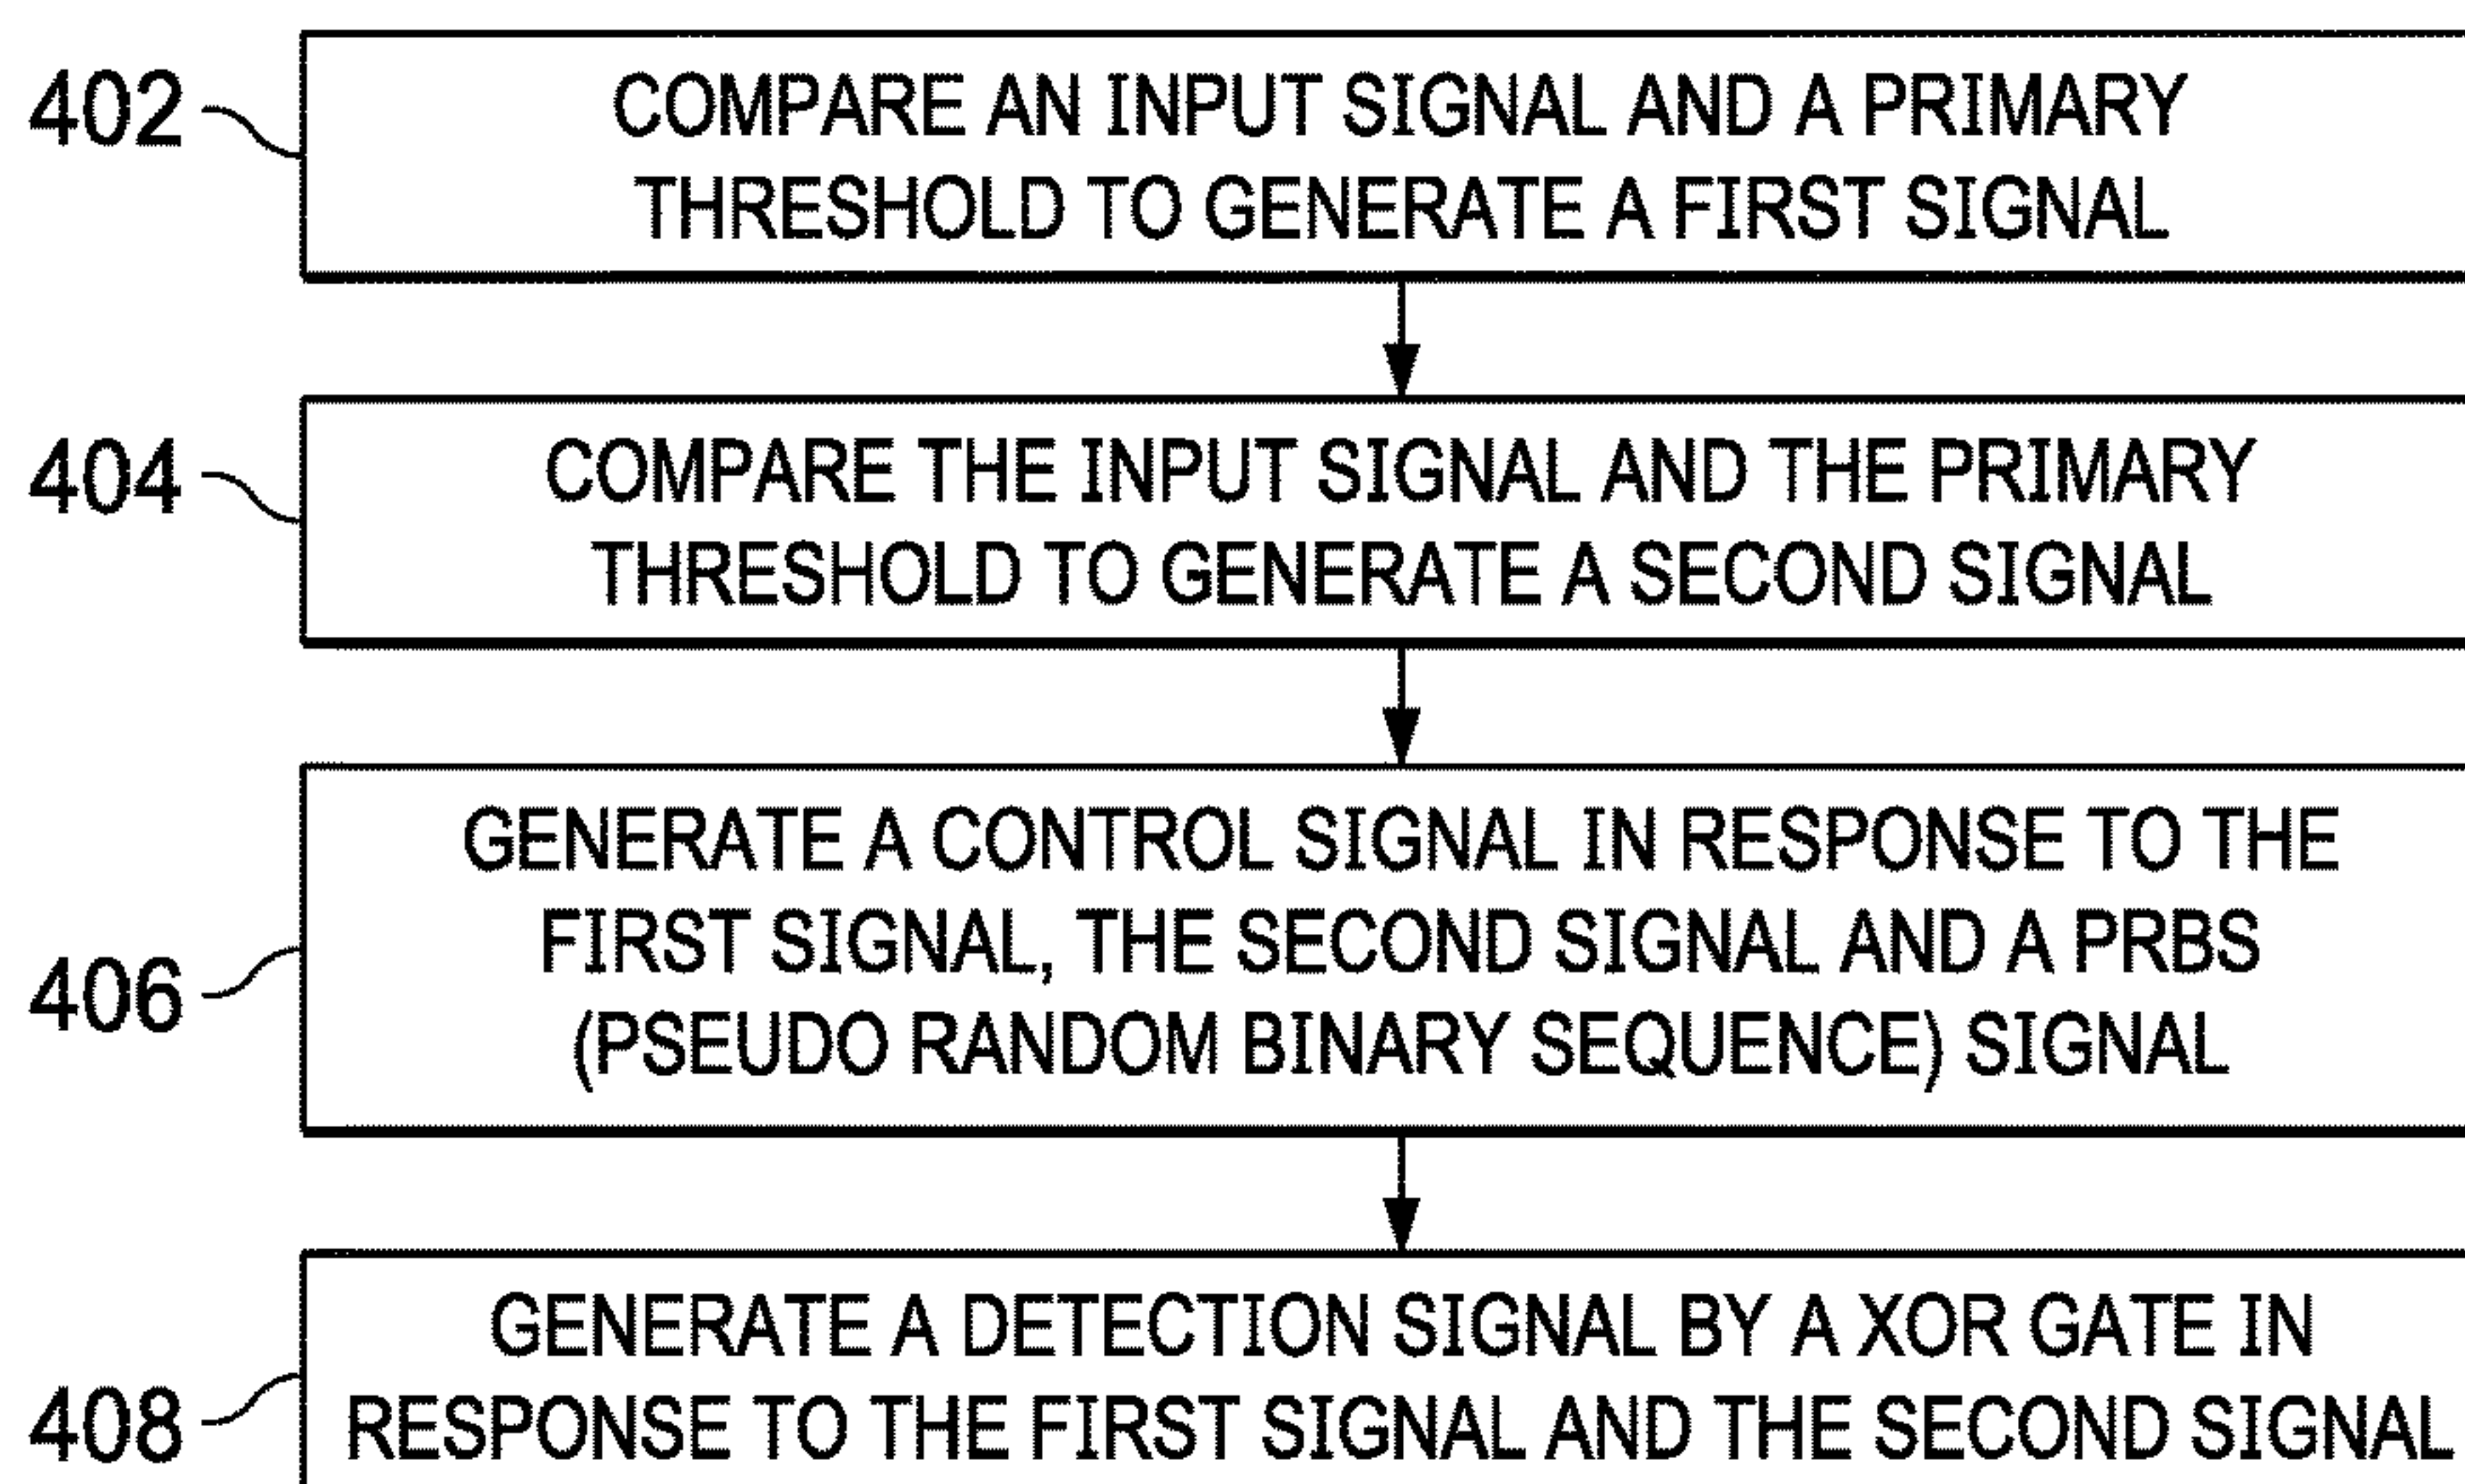 402
COMPARE AN INPUT SIGNAL AND A PRIMARY
THRESHOLD TO GENERATE A FIRST SIGNAL
404
COMPARE THE INPUT SIGNAL AND THE PRIMARY
THRESHOLD TO GENERATE A SECOND SIGNAL
406
GENERATE A CONTROL SIGNAL IN RESPONSE TO THE
FIRST SIGNAL, THE SECOND SIGNAL AND A PRBS
(PSEUDO RANDOM BINARY SEQUENCE) SIGNAL
408
GENERATE A DETECTION SIGNAL BY A XOR GATE IN
RESPONSE TO THE FIRST SIGNAL AND THE SECOND SIGNAL